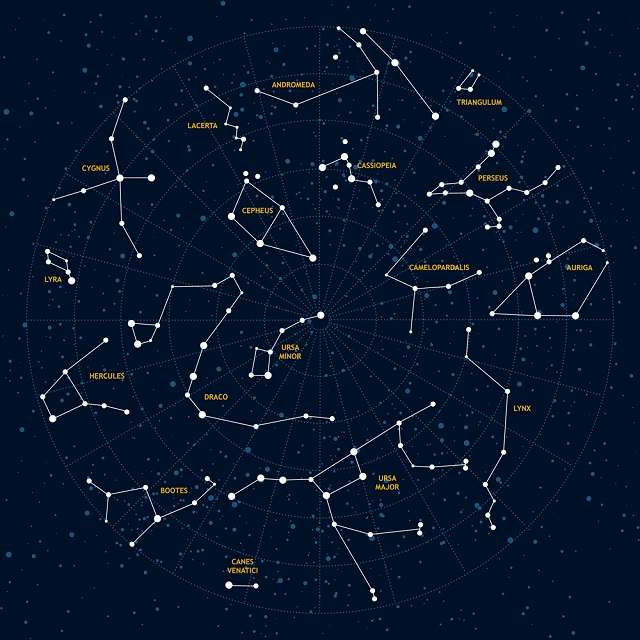 ANDROMEDA
TRIANGULUM
LACERTA
CASSIOPEIA
CYGNUS
PERSEUS
CEPHEUS
CAMELOPARDALIS
AURIGA
LYRA
URSA
MINOR
HERCULES
DRACO
LYNX
URSA
MAJOR
BOOTES
CANES
VENATICI